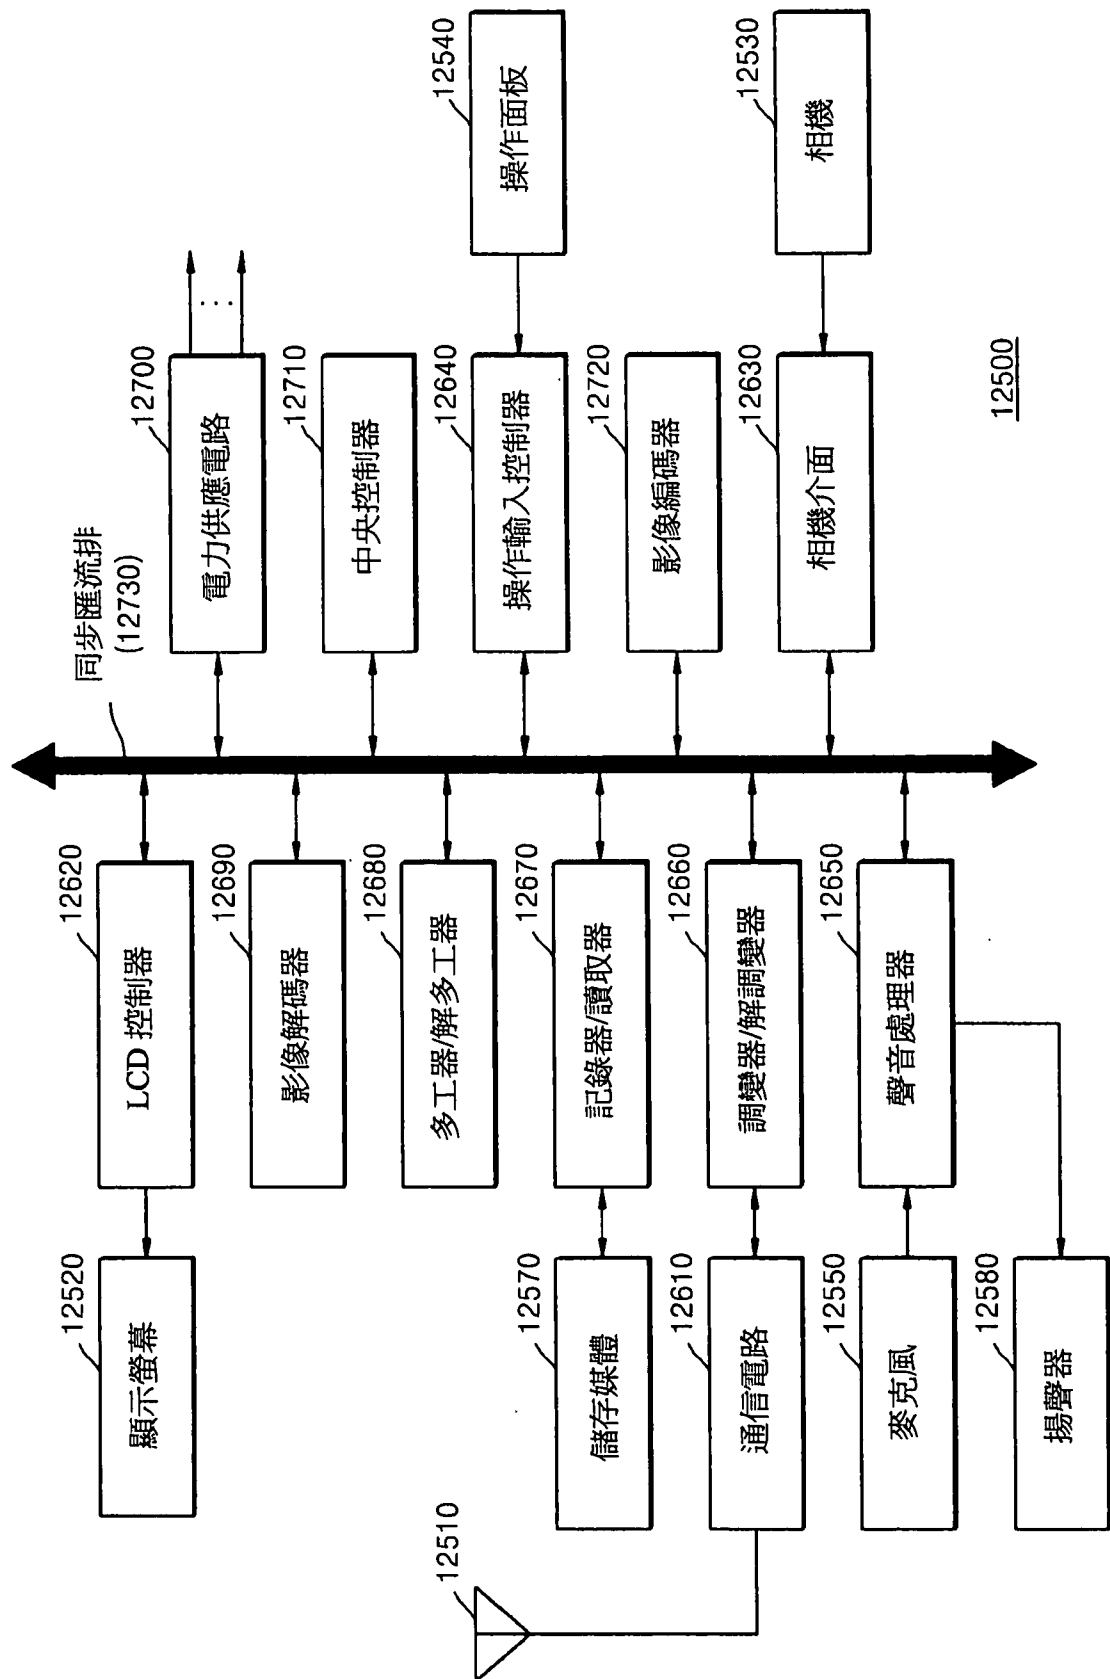 12510
12520
顯示螢幕
12620
LCD 控制器
12690
影像解碼器
12680
多工器/解多工器
12570
儲存媒體
12670
記錄器/讀取器
12610
通信電路
12660
調變器/解調變器
12550
麥克風
12650
聲音處理器
12580
揚聲器
同步匯流排
(12730)
12700
電力供應電路
...
12710
中央控制器
12640
操作輸入控制器
12540
操作面板
12720
影像編碼器
12630
相機介面
12530
相機
12500